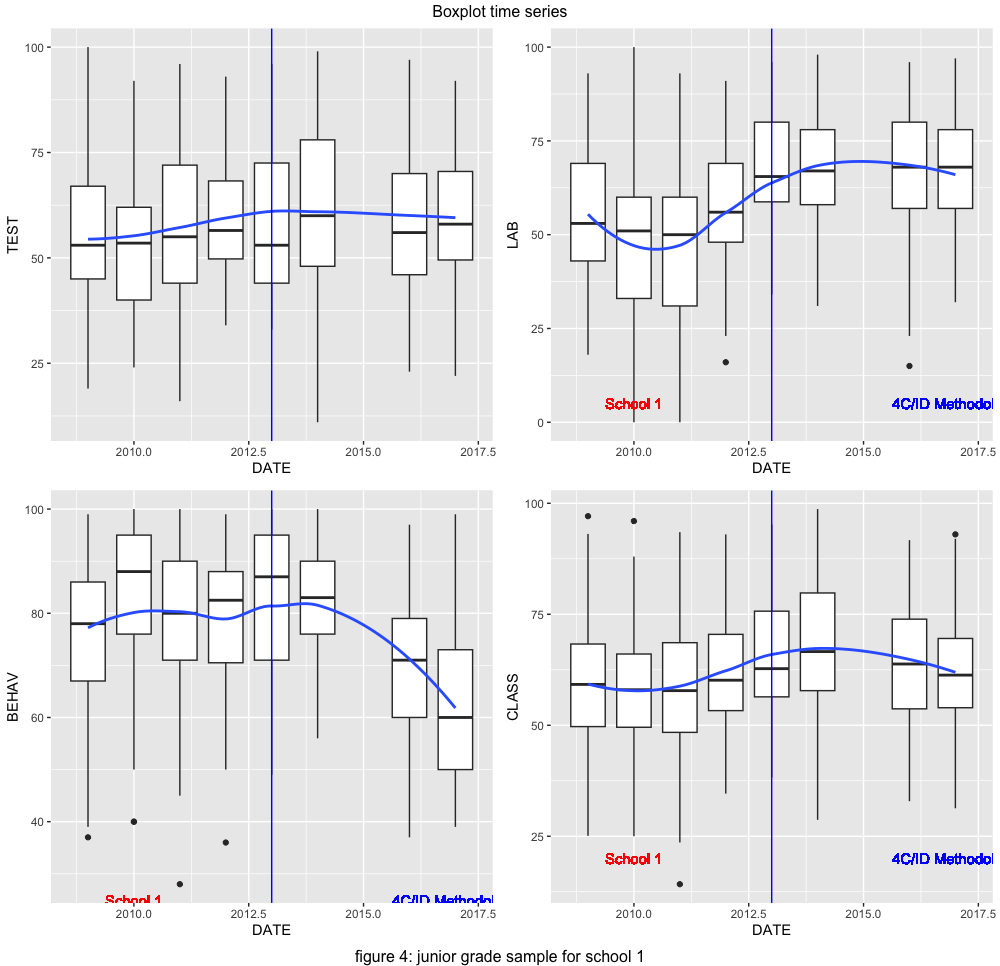 Boxplot time series
TEST
100
75
50
25
2010.0 2012.5 2015.0 2017.5
DATE
LAB
100
75
50
25
0
School 1
4C/ID Methodol
2010.0 2012.5 2015.0 2017.5
DATE
BEHAV
100
80
60
40
School 1
4C/ID Methodol
2010.0 2012.5 2015.0 2017.5
DATE
CLASS
100
75
50
25
School 1
4C/ID Methodol
2010.0 2012.5 2015.0 2017.5
DATE
figure 4: junior grade sample for school 1